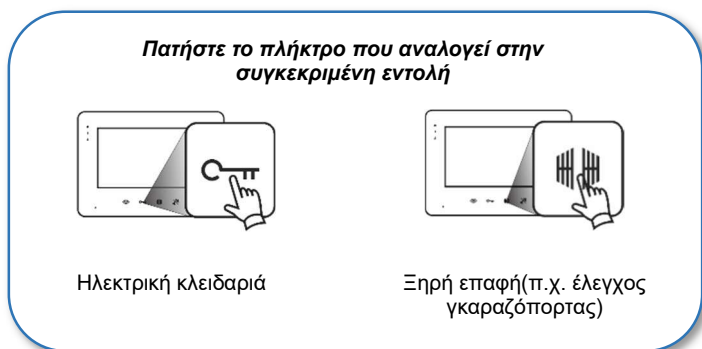 Πατήστε το πλήκτρο που αναλογεί στην
συγκεκριμένη εντολή
Ηλεκτρική κλειδαριά
Ξηρή επαφή(π.χ. έλεγχος
γκαραζόπορτας)